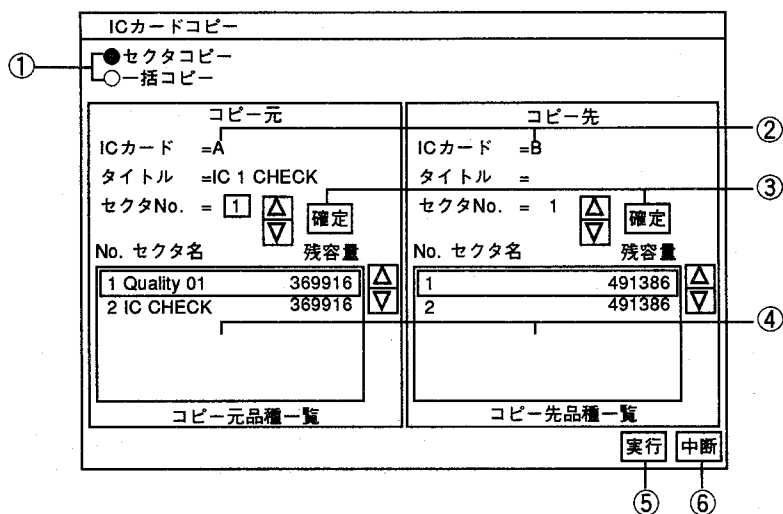 ICカードコピー
① ●セクタコピー
○一括コピー
コピー元
ICカード =A
タイトル =IC 1 CHECK
セクタNo. = 1 △ ▽ 確定
No. セクタ名 残容量
1 Quality 01 369916 △
2 IC CHECK 369916 ▽
コピー元品種一覧
コピー先
ICカード =B ②
タイトル =
セクタNo. = 1 △ ▽ 確定 ③
No. セクタ名 残容量
1 491386 △
2 491386 ▽
④
コピー先品種一覧
実行 中断
⑤ ⑥